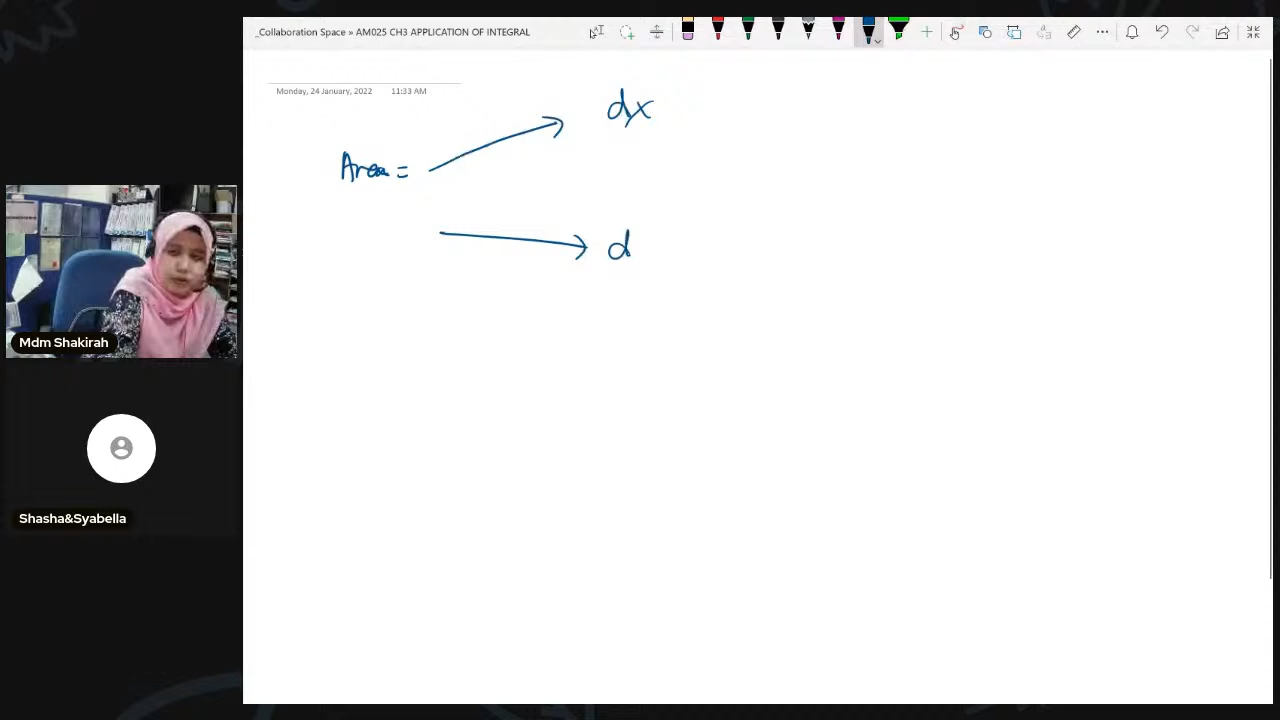 _Collaboration Space » AM025 CH3 APPLICATION OF INTEGRAL
Monday, 24 January, 2022 11:33 AM
dx
Area =
d
Mdm Shakirah
Shasha&Syabella